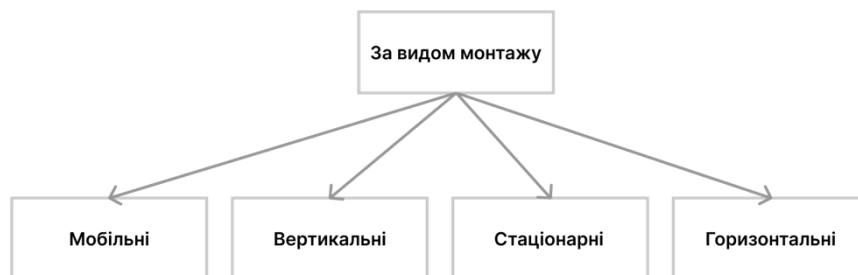 За видом монтажу
Мобільні
Вертикальні
Стаціонарні
Горизонтальні